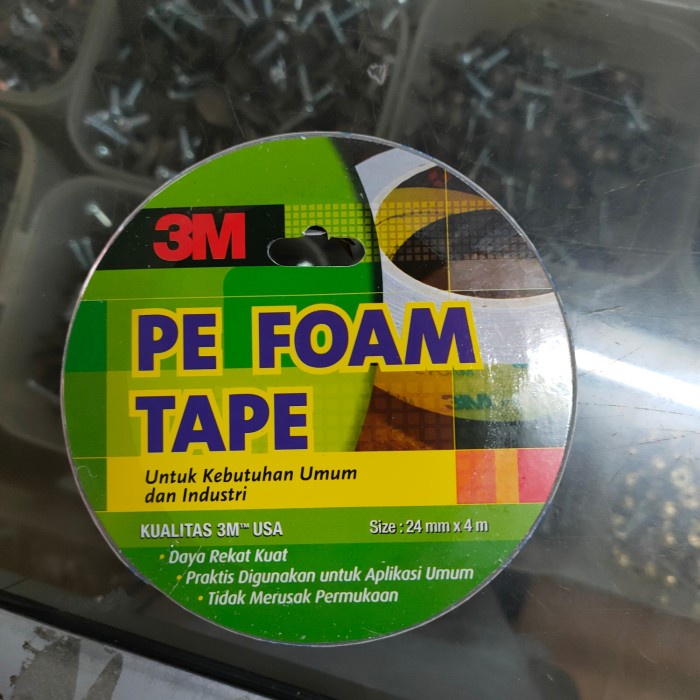 3M
PE FOAM
TAPE
Untuk Kebutuhan Umum
dan Industri
KUALITAS 3M™ USA
Size : 24 mm x 4 m
• Daya Rekat Kuat
• Praktis Digunakan untuk Aplikasi Umum
• Tidak Merusak Permukaan
3M